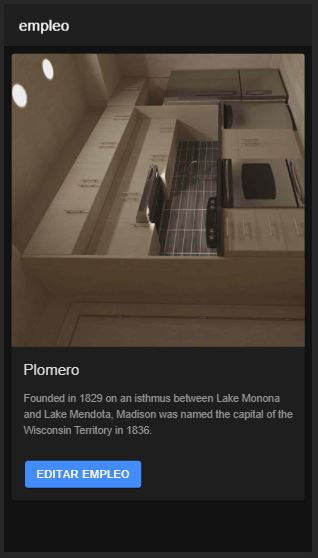 empleo
Plomero
Founded in 1829 on an isthmus between Lake Monona
and Lake Mendota, Madison was named the capital of the
Wisconsin Territory in 1836.
EDITAR EMPLEO